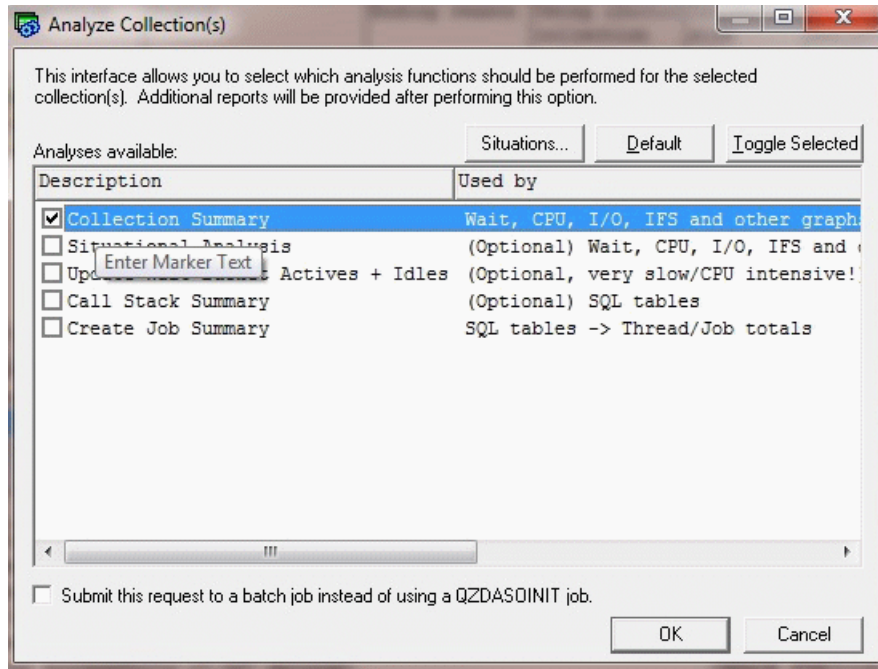 Analyze Collection(s)
This interface allows you to select which analysis functions should be performed for the selected
collection(s). Additional reports will be provided after performing this option.
Analyses available:
Situations...
Default
Toggle Selected
Description
Used by
Collection Summary
Wait, CPU, I/O, IFS and other graph
Situational Analysis
(Optional) Wait, CPU, I/O, IFS and
Enter Marker Text
Actives + Idles
(Optional, very slow/CPU intensive!
Call Stack Summary
(Optional) SQL tables
Create Job Summary
SQL tables -> Thread/Job totals
Submit this request to a batch job instead of using a QZDASOINIT job.
OK
Cancel